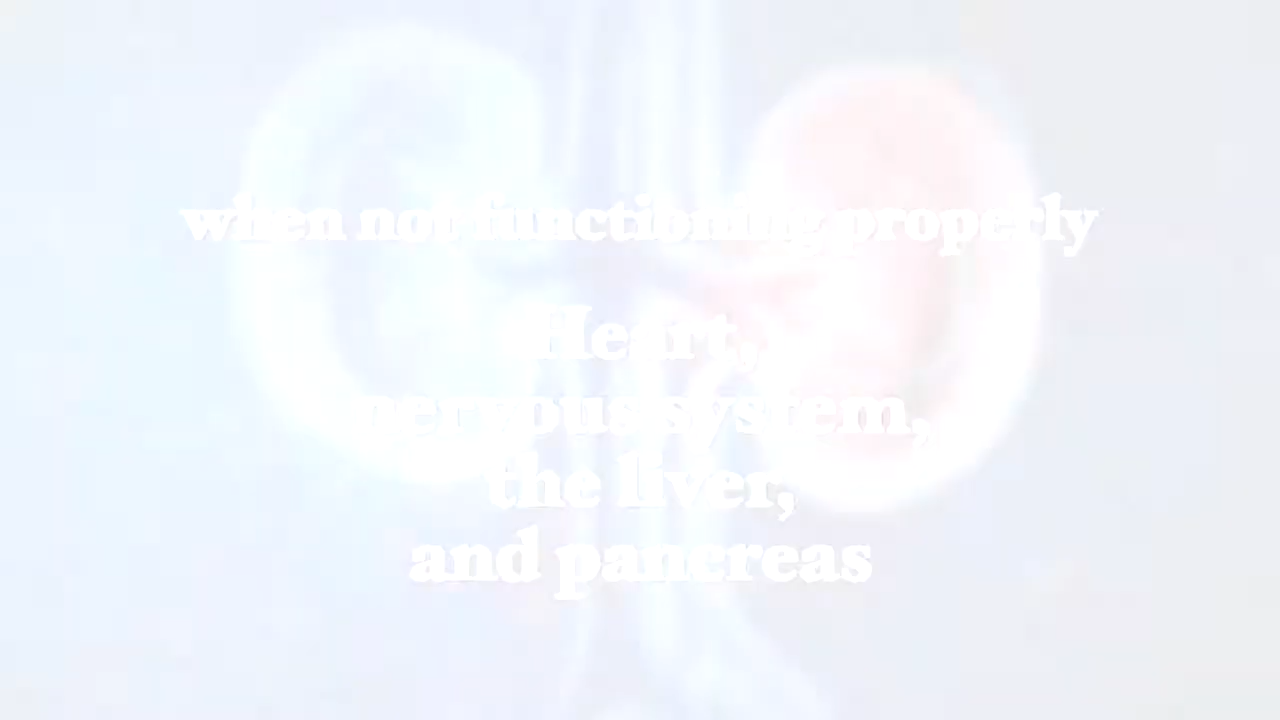 when not functioning properly
Heart,
nervous system,
the liver,
and pancreas